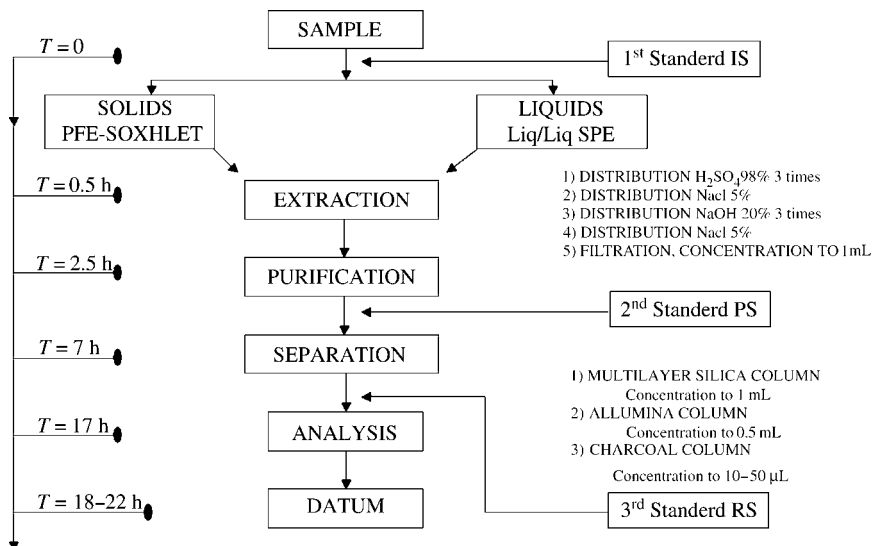 SAMPLE
T = 0
1st Standerd IS
SOLIDS
PFE-SOXHLET
LIQUIDS
Liq/Liq SPE
T = 0.5 h
EXTRACTION
1) DISTRIBUTION H2SO498% 3 times
2) DISTRIBUTION Nacl 5%
3) DISTRIBUTION NaOH 20% 3 times
4) DISTRIBUTION Nacl 5%
5) FILTRATION, CONCENTRATION TO 1mL
T = 2.5 h
PURIFICATION
2nd Standerd PS
T = 7 h
SEPARATION
1) MULTILAYER SILICA COLUMN
Concentration to 1 mL
2) ALLUMINA COLUMN
Concentration to 0.5 mL
3) CHARCOAL COLUMN
Concentration to 10–50 μL
T = 17 h
ANALYSIS
T = 18–22 h
DATUM
3rd Standerd RS